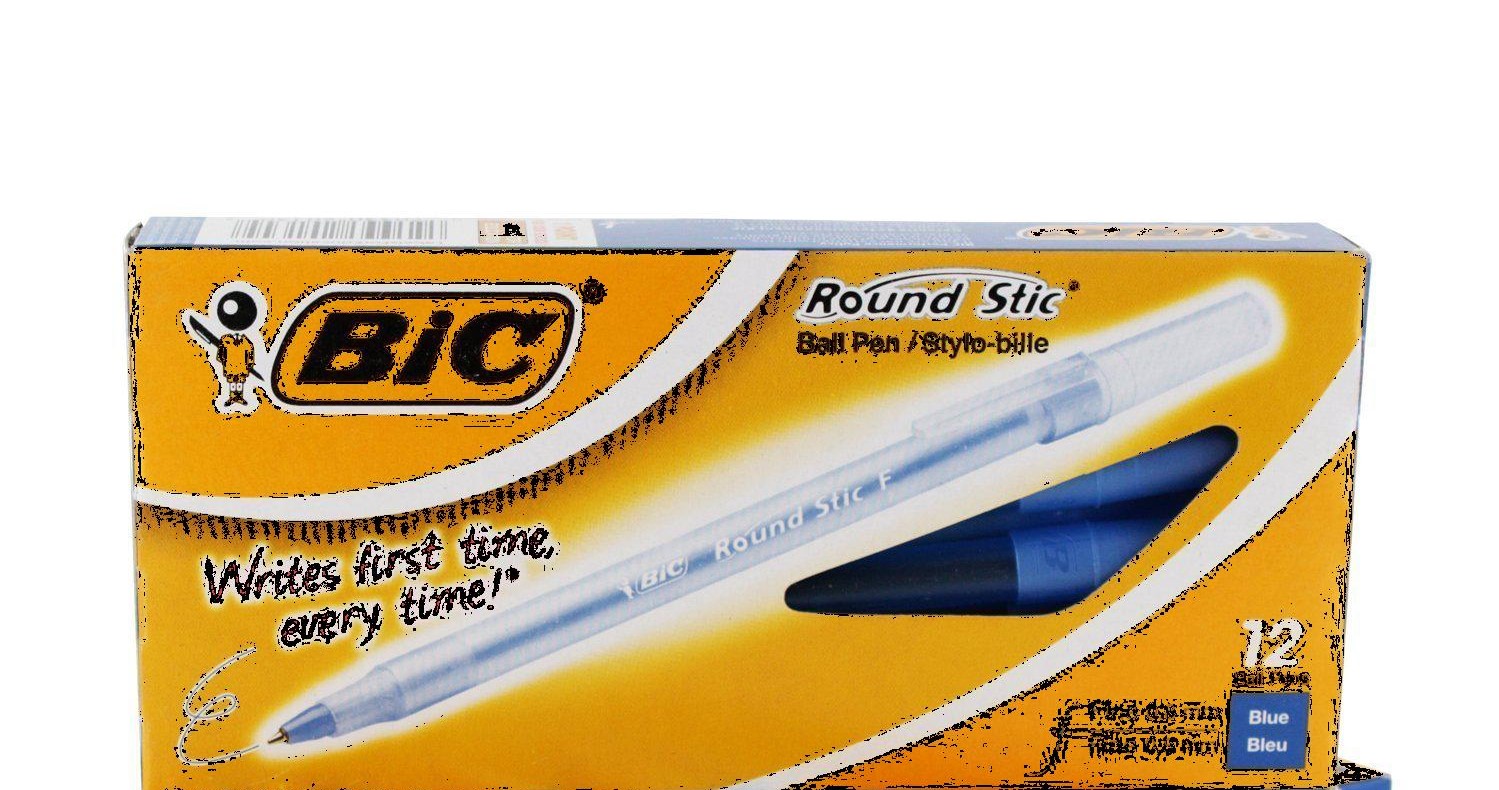 BiC
Round Stic
Ball Pen / Stylo-bille
Round Stic F
BiC
Writes first time,
every time!*
12
Blue
Bleu